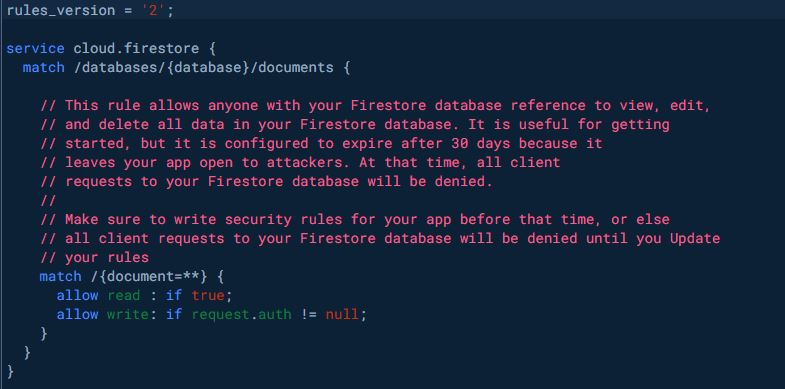 rules_version = '2';
service cloud.firestore {
match /databases/{database}/documents {
// This rule allows anyone with your Firestore database reference to view, edit,
// and delete all data in your Firestore database. It is useful for getting
// started, but it is configured to expire after 30 days because it
// leaves your app open to attackers. At that time, all client
// requests to your Firestore database will be denied.
//
// Make sure to write security rules for your app before that time, or else
// all client requests to your Firestore database will be denied until you Update
// your rules
match /{document=**} {
allow read : if true;
allow write: if request.auth != null;
}
}
}